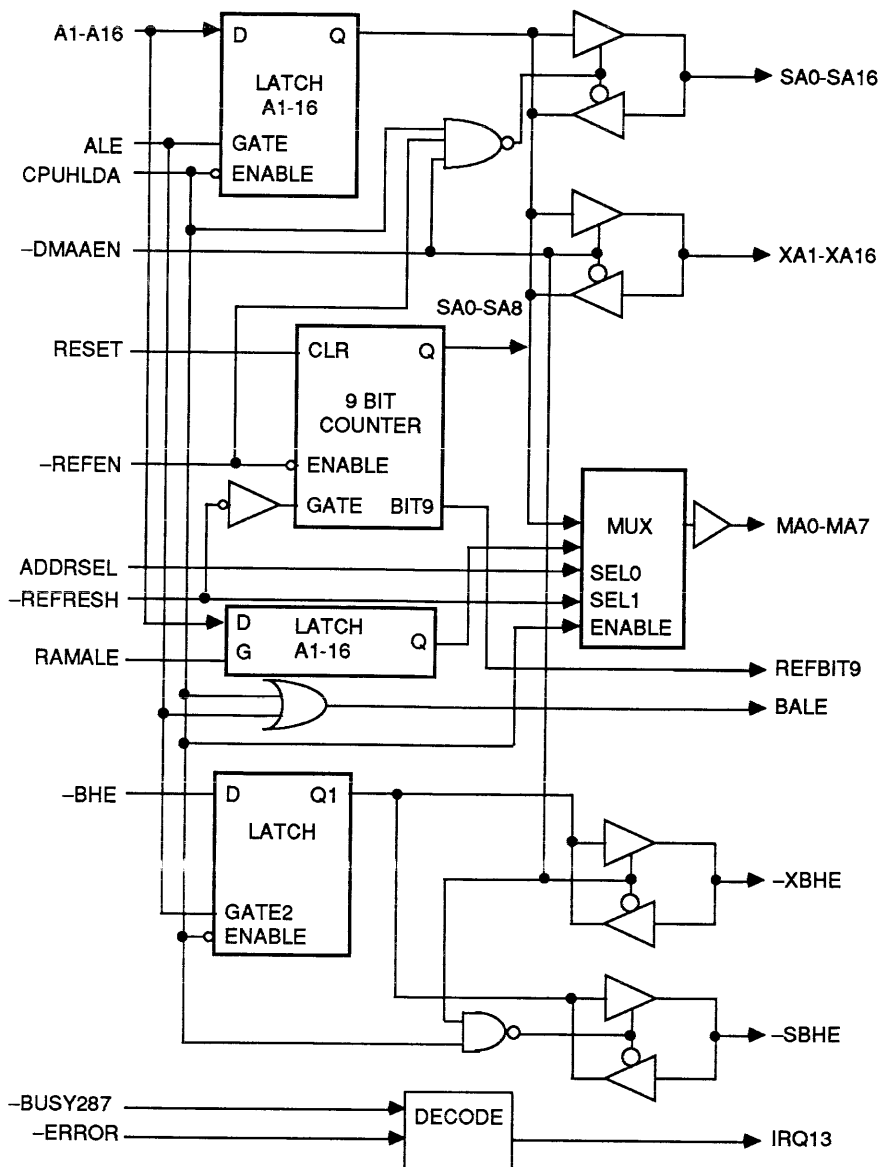 A1-A16
D
Q
LATCH
A1-16
SA0-SA16
ALE
GATE
CPUHLDA
ENABLE
–DMAAEN
XA1-XA16
SA0-SA8
RESET
CLR
Q
9 BIT
COUNTER
–REFEN
ENABLE
GATE
BIT9
MUX
MA0-MA7
ADDRSEL
SEL0
–REFRESH
SEL1
D
LATCH
Q
ENABLE
RAMALE
G
A1-16
REFBIT9
BALE
–BHE
D
Q1
LATCH
–XBHE
GATE2
ENABLE
–SBHE
–BUSY287
DECODE
–ERROR
IRQ13